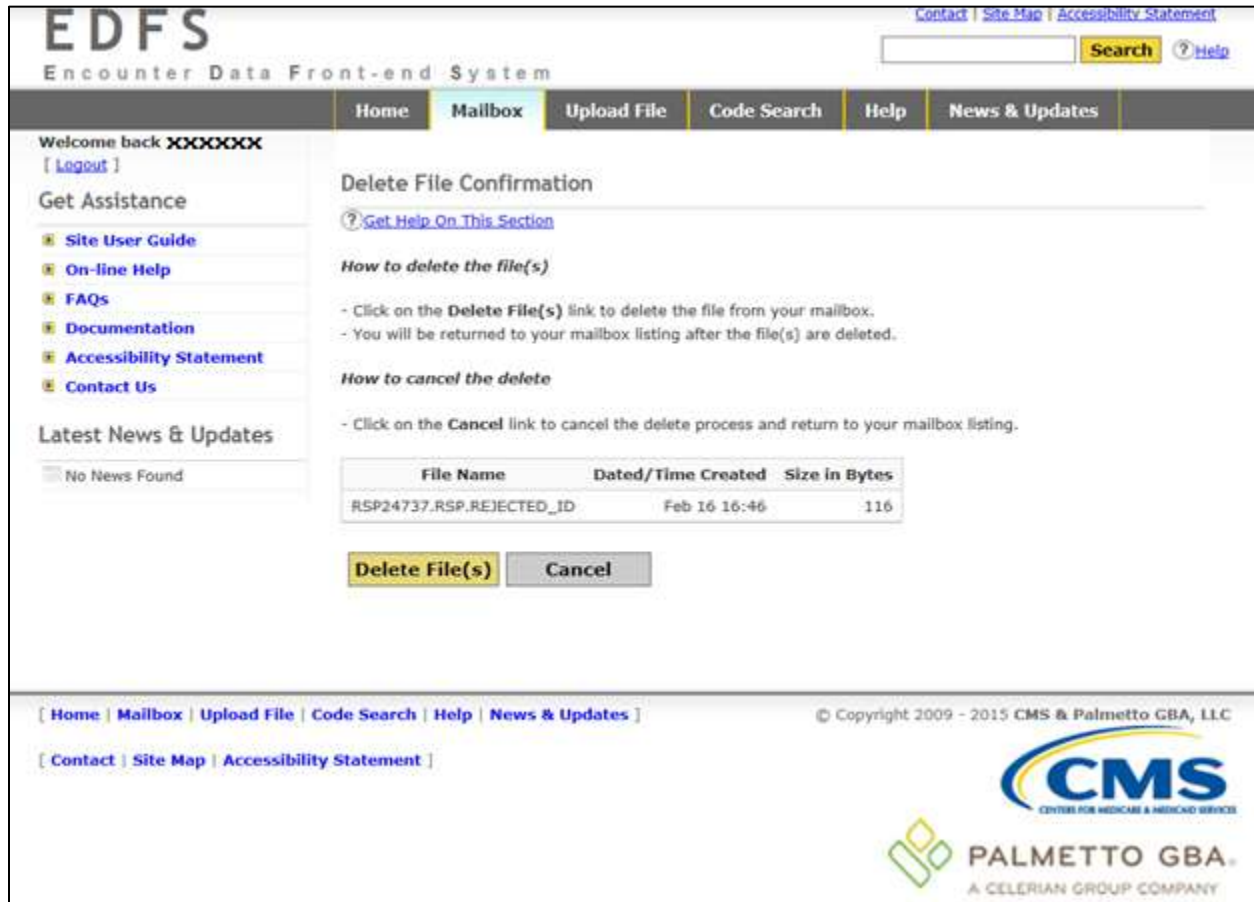 Contact | Site Map | Accessibility Statement
EDFS
Search ? Help
Encounter Data Front-end System
Home Mailbox Upload File Code Search Help News & Updates
Welcome back XXXXXX
[ Logout ]
Get Assistance
Site User Guide
On-line Help
FAQs
Documentation
Accessibility Statement
Contact Us
Latest News & Updates
No News Found
Delete File Confirmation
? Get Help On This Section
How to delete the file(s)
- Click on the Delete File(s) link to delete the file from your mailbox.
- You will be returned to your mailbox listing after the file(s) are deleted.
How to cancel the delete
- Click on the Cancel link to cancel the delete process and return to your mailbox listing.
File Name Dated/Time Created Size in Bytes
RSP24737.RSP.REJECTED_ID Feb 16 16:46 116
Delete File(s) Cancel
[ Home | Mailbox | Upload File | Code Search | Help | News & Updates ] © Copyright 2009 - 2015 CMS & Palmetto GBA, LLC
[ Contact | Site Map | Accessibility Statement ]
CMS
CENTERS FOR MEDICARE & MEDICAID SERVICES
PALMETTO GBA.
A CELERIAN GROUP COMPANY